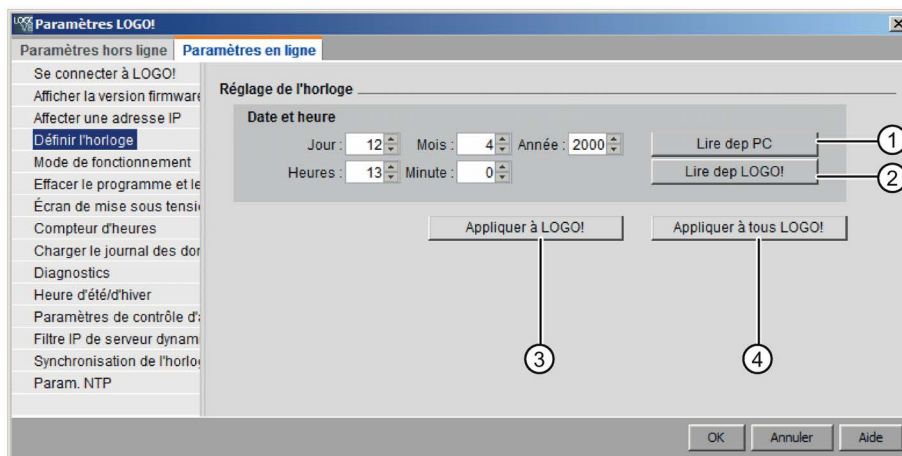 Paramètres LOGO!
Paramètres hors ligne Paramètres en ligne
Se connecter à LOGO!
Afficher la version firmware
Affecter une adresse IP
Définir l'horloge
Mode de fonctionnement
Effacer le programme et le
Écran de mise sous tensi
Compteur d'heures
Charger le journal des don
Diagnostics
Heure d'été/d'hiver
Paramètres de contrôle d'a
Filtre IP de serveur dynami
Synchronisation de l'horlo
Param. NTP
Réglage de l'horloge
Date et heure
Jour : 12 Mois : 4 Année : 2000 Lire dep PC 1
Heures : 13 Minute : 0 Lire dep LOGO! 2
Appliquer à LOGO! Appliquer à tous LOGO!
3 4
OK Annuler Aide